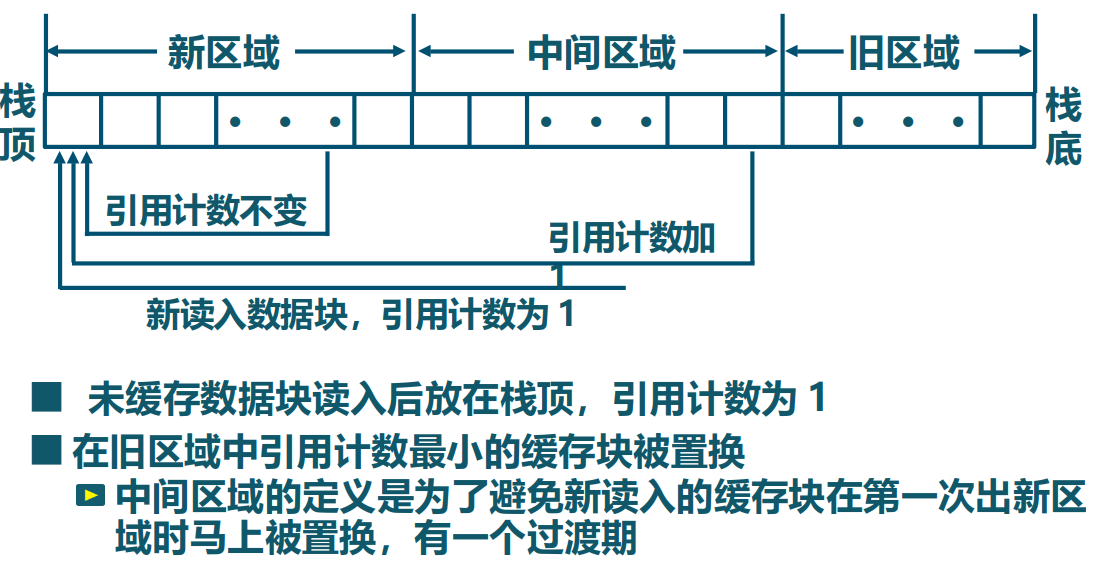 新区域
中间区域
旧区域
栈顶
栈底
引用计数不变
引用计数加
1
新读入数据块，引用计数为 1
未缓存数据块读入后放在栈顶，引用计数为 1
在旧区域中引用计数最小的缓存块被置换
中间区域的定义是为了避免新读入的缓存块在第一次出新区
域时马上被置换，有一个过渡期